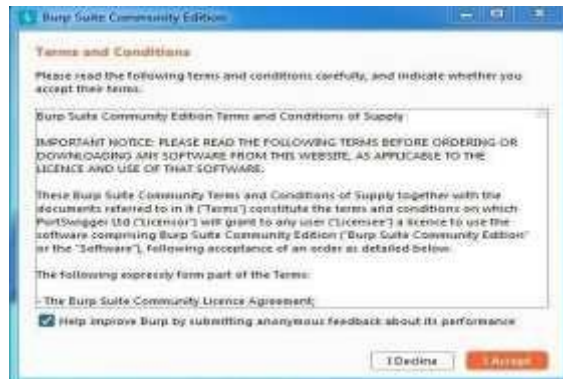 Burp Suite Community Edition
Terms and Conditions
Please read the following terms and conditions carefully, and indicate whether you
accept their terms.
Burp Suite Community Edition Terms and Conditions of Supply
IMPORTANT NOTICE: PLEASE READ THE FOLLOWING TERMS BEFORE ORDERING OR
DOWNLOADING ANY SOFTWARE FROM THIS WEBSITE, AS APPLICABLE TO THE
LICENCE AND USE OF THAT SOFTWARE.
These Burp Suite Community Terms and Conditions of Supply together with the
documents referred to in it ("Terms") constitute the terms and conditions on which
PortSwigger Ltd ("Licensor") will grant to any user ("Licensee") a licence to use the
software comprising Burp Suite Community Edition ("Burp Suite Community Edition"
or the "Software"), following acceptance of an order as detailed below.
The following expressly form part of the Terms:
- The Burp Suite Community Licence Agreement;
Help improve Burp by submitting anonymous feedback about its performance
I Decline
I Accept